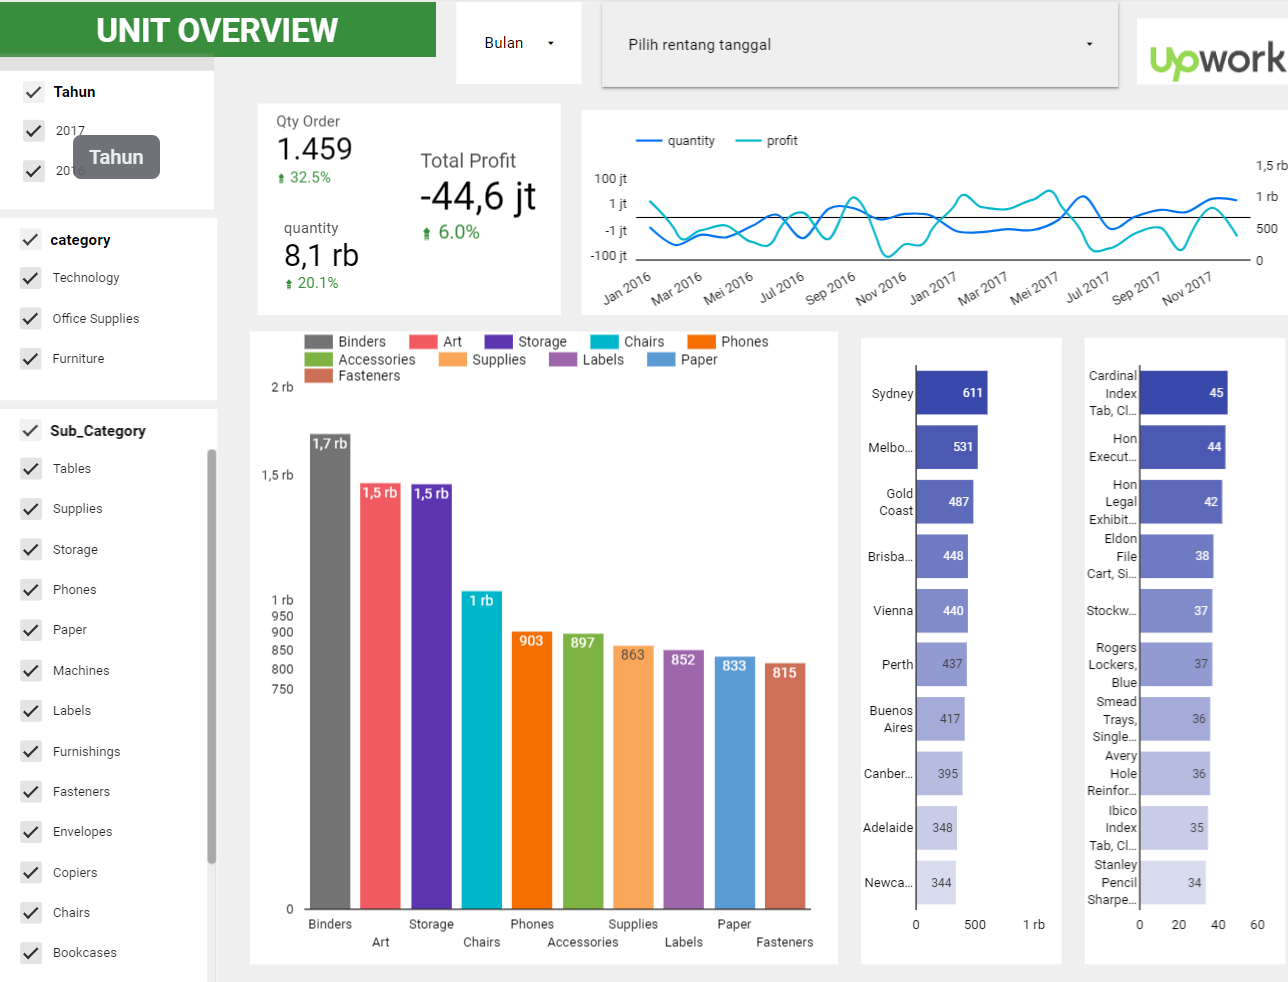 UNIT OVERVIEW
Bulan
Pilih rentang tanggal
Upwork
Tahun
2017
Tahun
category
Technology
Office Supplies
Furniture
Sub_Category
Tables
Supplies
Storage
Phones
Paper
Machines
Labels
Furnishings
Fasteners
Envelopes
Copiers
Chairs
Bookcases
Qty Order
1.459
32.5%
quantity
8,1 rb
20.1%
Total Profit
-44,6 jt
6.0%
quantity profit
100 jt
1 jt
-1 jt
-100 jt
1,5 rb
1 rb
500
0
Jan 2016 Mar 2016 Mei 2016 Jul 2016 Sep 2016 Nov 2016 Jan 2017 Mar 2017 Mei 2017 Jul 2017 Sep 2017 Nov 2017
Binders Art Storage Chairs Phones
Accessories Supplies Labels Paper
Fasteners
2 rb
1,5 rb
1 rb
950
900
850
800
750
0
1,7 rb
1,5 rb
1,5 rb
1 rb
903
897
863
852
833
815
Binders Storage Phones Supplies Paper
Art Chairs Accessories Labels Fasteners
Sydney 611
Melbo... 531
Gold
Coast 487
Brisba... 448
Vienna 440
Perth 437
Buenos
Aires 417
Canber... 395
Adelaide 348
Newca... 344
0 500 1 rb
Cardinal
Index 45
Tab, Cl...
Hon
Execut... 44
Hon
Legal 42
Exhibit...
Eldon
File 38
Cart, Si...
Stockw... 37
Rogers
Lockers, 37
Blue
Smead
Trays, 36
Single...
Avery
Hole 36
Reinfor...
Ibico
Index 35
Tab, Cl...
Stanley
Pencil 34
Sharpe...
0 20 40 60